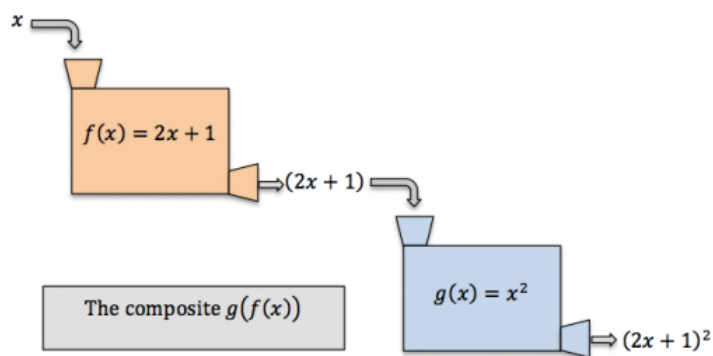 x
f(x) = 2x + 1
(2x + 1)
The composite g(f(x))
g(x) = x²
(2x + 1)²